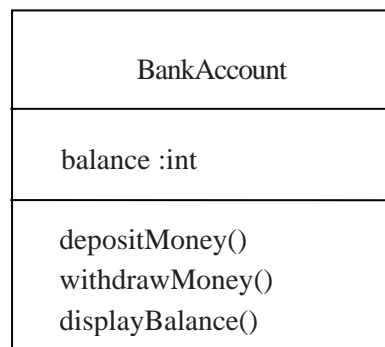 BankAccount
balance :int
depositMoney()
withdrawMoney()
displayBalance()